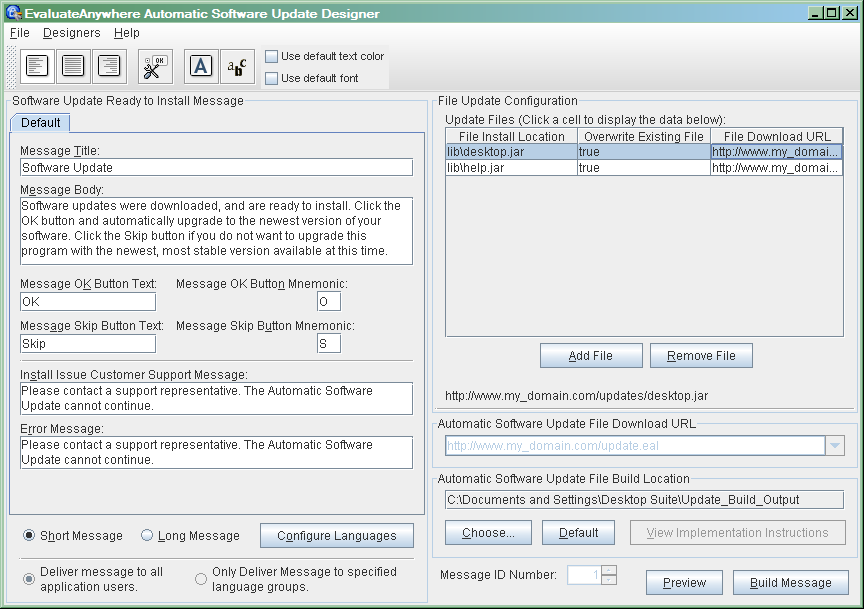 EvaluateAnywhere Automatic Software Update Designer
File Designers Help
OK
A
abc
Use default text color
Use default font
Software Update Ready to Install Message
Default
Message Title:
Software Update
Message Body:
Software updates were downloaded, and are ready to install. Click the
OK button and automatically upgrade to the newest version of your
software. Click the Skip button if you do not want to upgrade this
program with the newest, most stable version available at this time.
Message OK Button Text: Message OK Button Mnemonic:
OK O
Message Skip Button Text: Message Skip Button Mnemonic:
Skip S
Install Issue Customer Support Message:
Please contact a support representative. The Automatic Software
Update cannot continue.
Error Message:
Please contact a support representative. The Automatic Software
Update cannot continue.
Short Message Long Message Configure Languages
Deliver message to all
application users.
Only Deliver Message to specified
language groups.
File Update Configuration
Update Files (Click a cell to display the data below):
File Install Location Overwrite Existing File File Download URL
lib\desktop.jar true http://www.my_domai...
lib\help.jar true http://www.my_domai...
Add File Remove File
http://www.my_domain.com/updates/desktop.jar
Automatic Software Update File Download URL
http://www.my_domain.com/update.eal
Automatic Software Update File Build Location
C:\Documents and Settings\Desktop Suite\Update_Build_Output
Choose... Default View Implementation Instructions
Message ID Number: 1
Preview Build Message